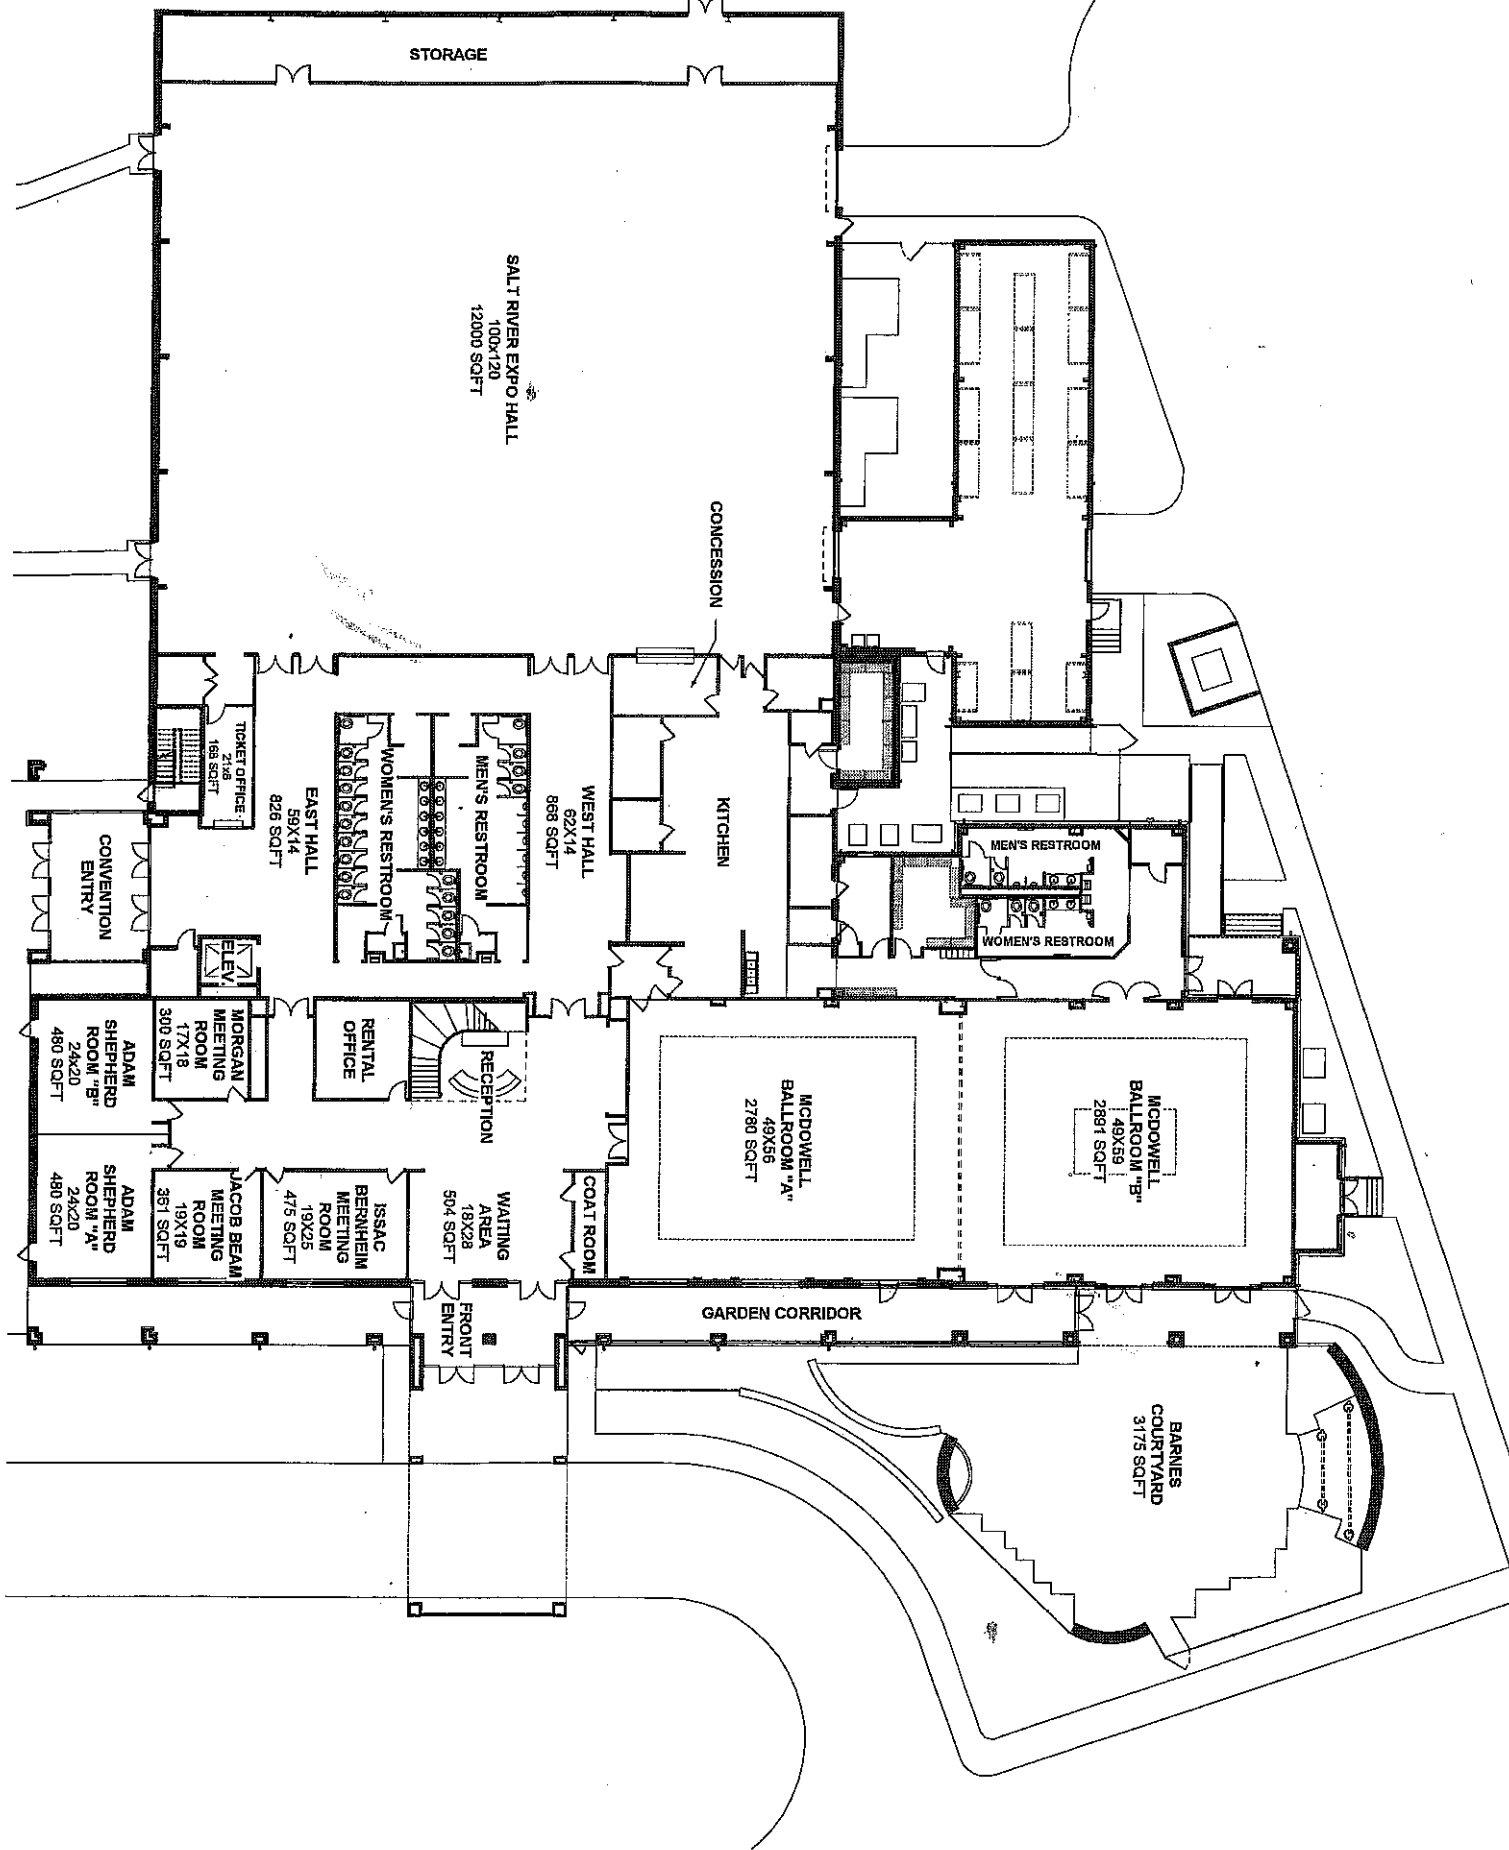 STORAGE
SALT RIVER EXPO HALL
100x120
12000 SQFT
CONCESSION
TICKET OFFICE
21x8
168 SQFT
EAST HALL
59X14
826 SQFT
WOMEN'S RESTROOM
MEN'S RESTROOM
WEST HALL
62X14
868 SQFT
KITCHEN
MEN'S RESTROOM
WOMEN'S RESTROOM
CONVENTION
ENTRY
ELEV.
ADAM
SHEPHERD
ROOM "B"
24x20
480 SQFT
MORGAN
MEETING
ROOM
17X18
300 SQFT
RENTAL
OFFICE
RECEPTION
MCDOWELL
BALLROOM "A"
49X56
2780 SQFT
MCDOWELL
BALLROOM "B"
49X59
2891 SQFT
ADAM
SHEPHERD
ROOM "A"
24x20
480 SQFT
JACOB BEAM
MEETING
ROOM
19X19
361 SQFT
ISSAC
BERNHEIM
MEETING
ROOM
19X25
475 SQFT
WAITING
AREA
18X28
504 SQFT
COAT ROOM
FRONT
ENTRY
GARDEN CORRIDOR
BARNES
COURTYARD
3175 SQFT